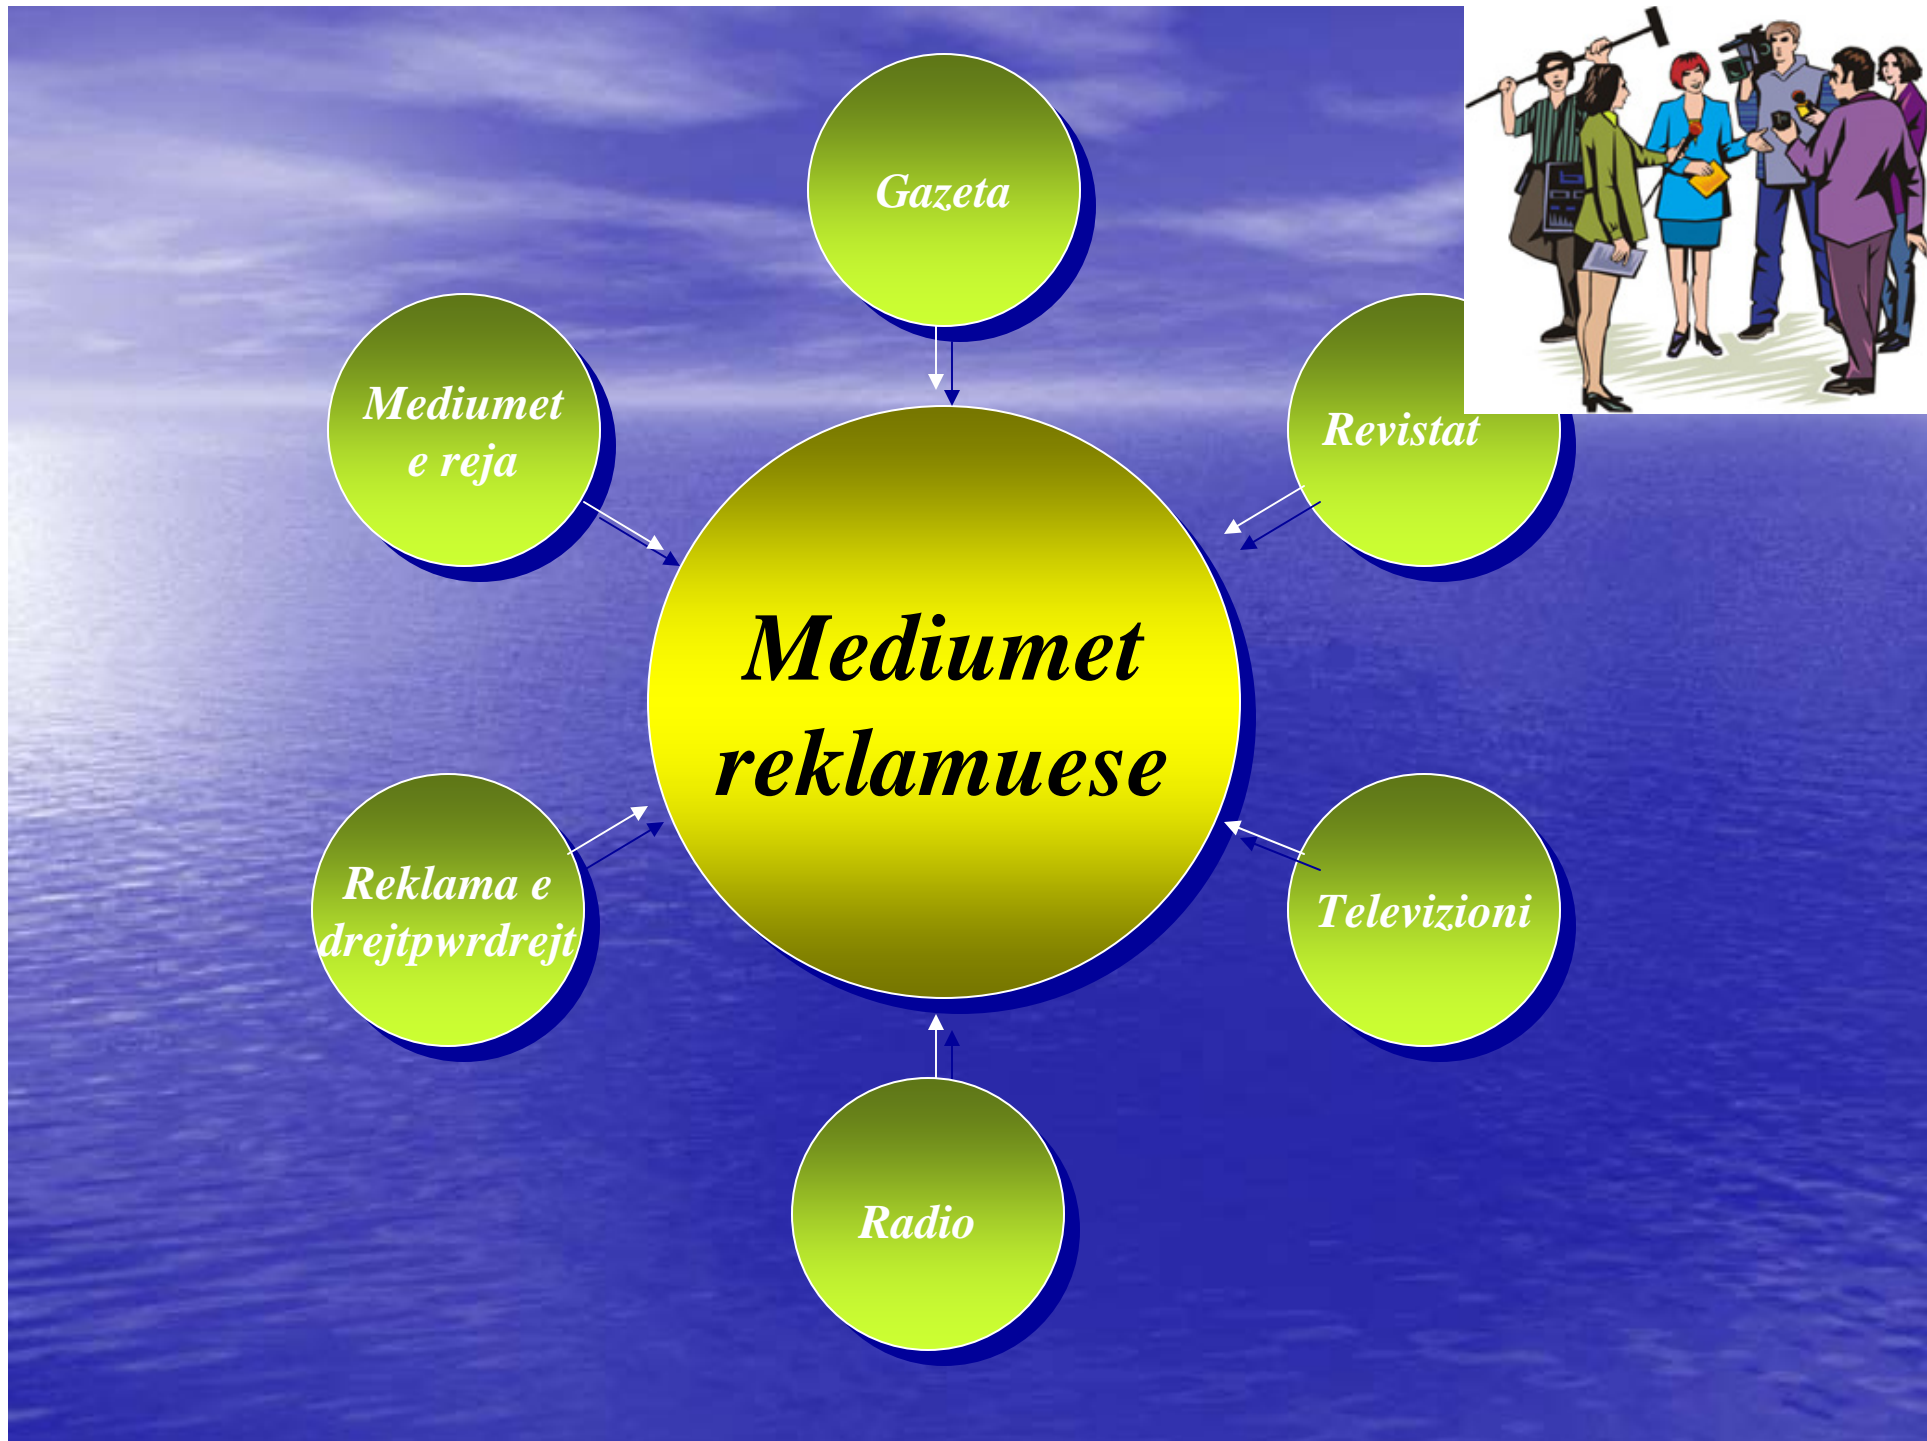 Gazeta
Mediumet
e reja
Revistat
Mediumet
reklamuese
Reklama e
drejtpwrdrejt
Televizioni
Radio